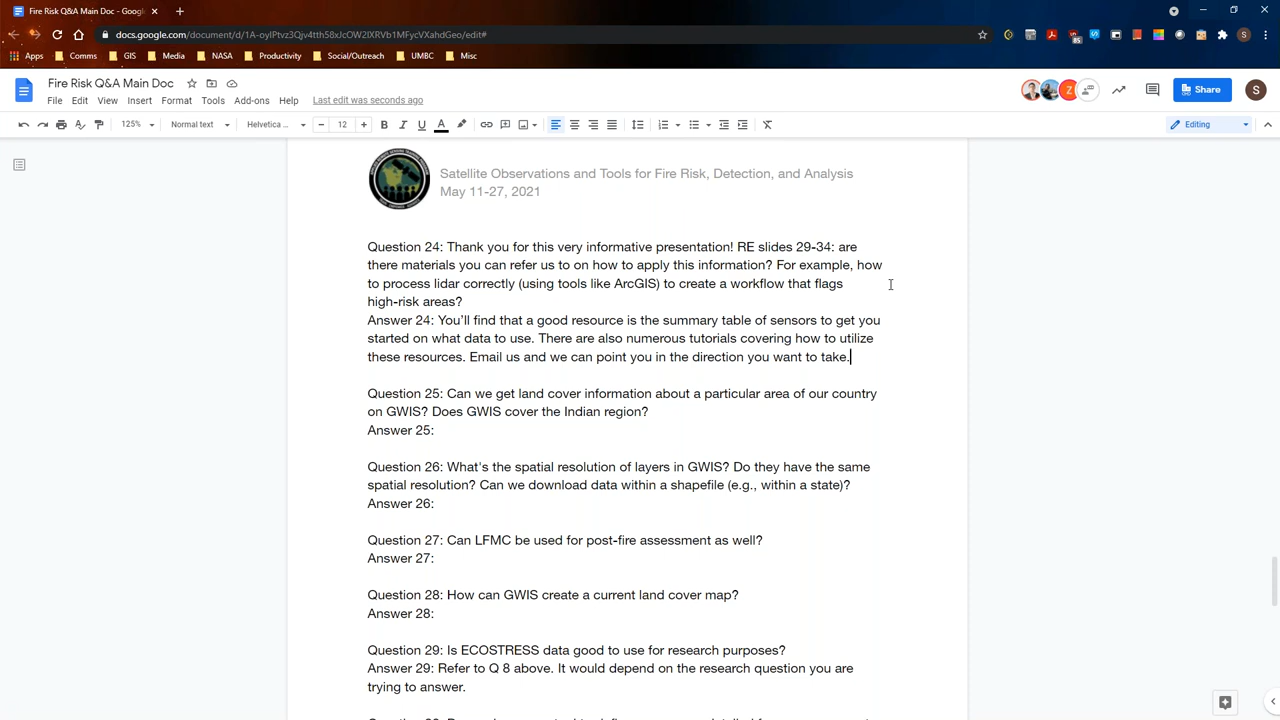 Fire Risk Q&A Main Doc - Googl
docs.google.com/document/d/1A-oyIPtvz3Qjv4tth58xJcOW2IXRVb1MFycVXahdGeo/edit#
Apps Comms GIS Media NASA Productivity Social/Outreach UMBC Misc
Fire Risk Q&A Main Doc
File Edit View Insert Format Tools Add-ons Help Last edit was seconds ago
Share
S
125% Normal text Helvetica ... 12 Editing
Satellite Observations and Tools for Fire Risk, Detection, and Analysis
May 11-27, 2021
Question 24: Thank you for this very informative presentation! RE slides 29-34: are
there materials you can refer us to on how to apply this information? For example, how
to process lidar correctly (using tools like ArcGIS) to create a workflow that flags
high-risk areas?
Answer 24: You’ll find that a good resource is the summary table of sensors to get you
started on what data to use. There are also numerous tutorials covering how to utilize
these resources. Email us and we can point you in the direction you want to take.
Question 25: Can we get land cover information about a particular area of our country
on GWIS? Does GWIS cover the Indian region?
Answer 25:
Question 26: What's the spatial resolution of layers in GWIS? Do they have the same
spatial resolution? Can we download data within a shapefile (e.g., within a state)?
Answer 26:
Question 27: Can LFMC be used for post-fire assessment as well?
Answer 27:
Question 28: How can GWIS create a current land cover map?
Answer 28:
Question 29: Is ECOSTRESS data good to use for research purposes?
Answer 29: Refer to Q 8 above. It would depend on the research question you are
trying to answer.